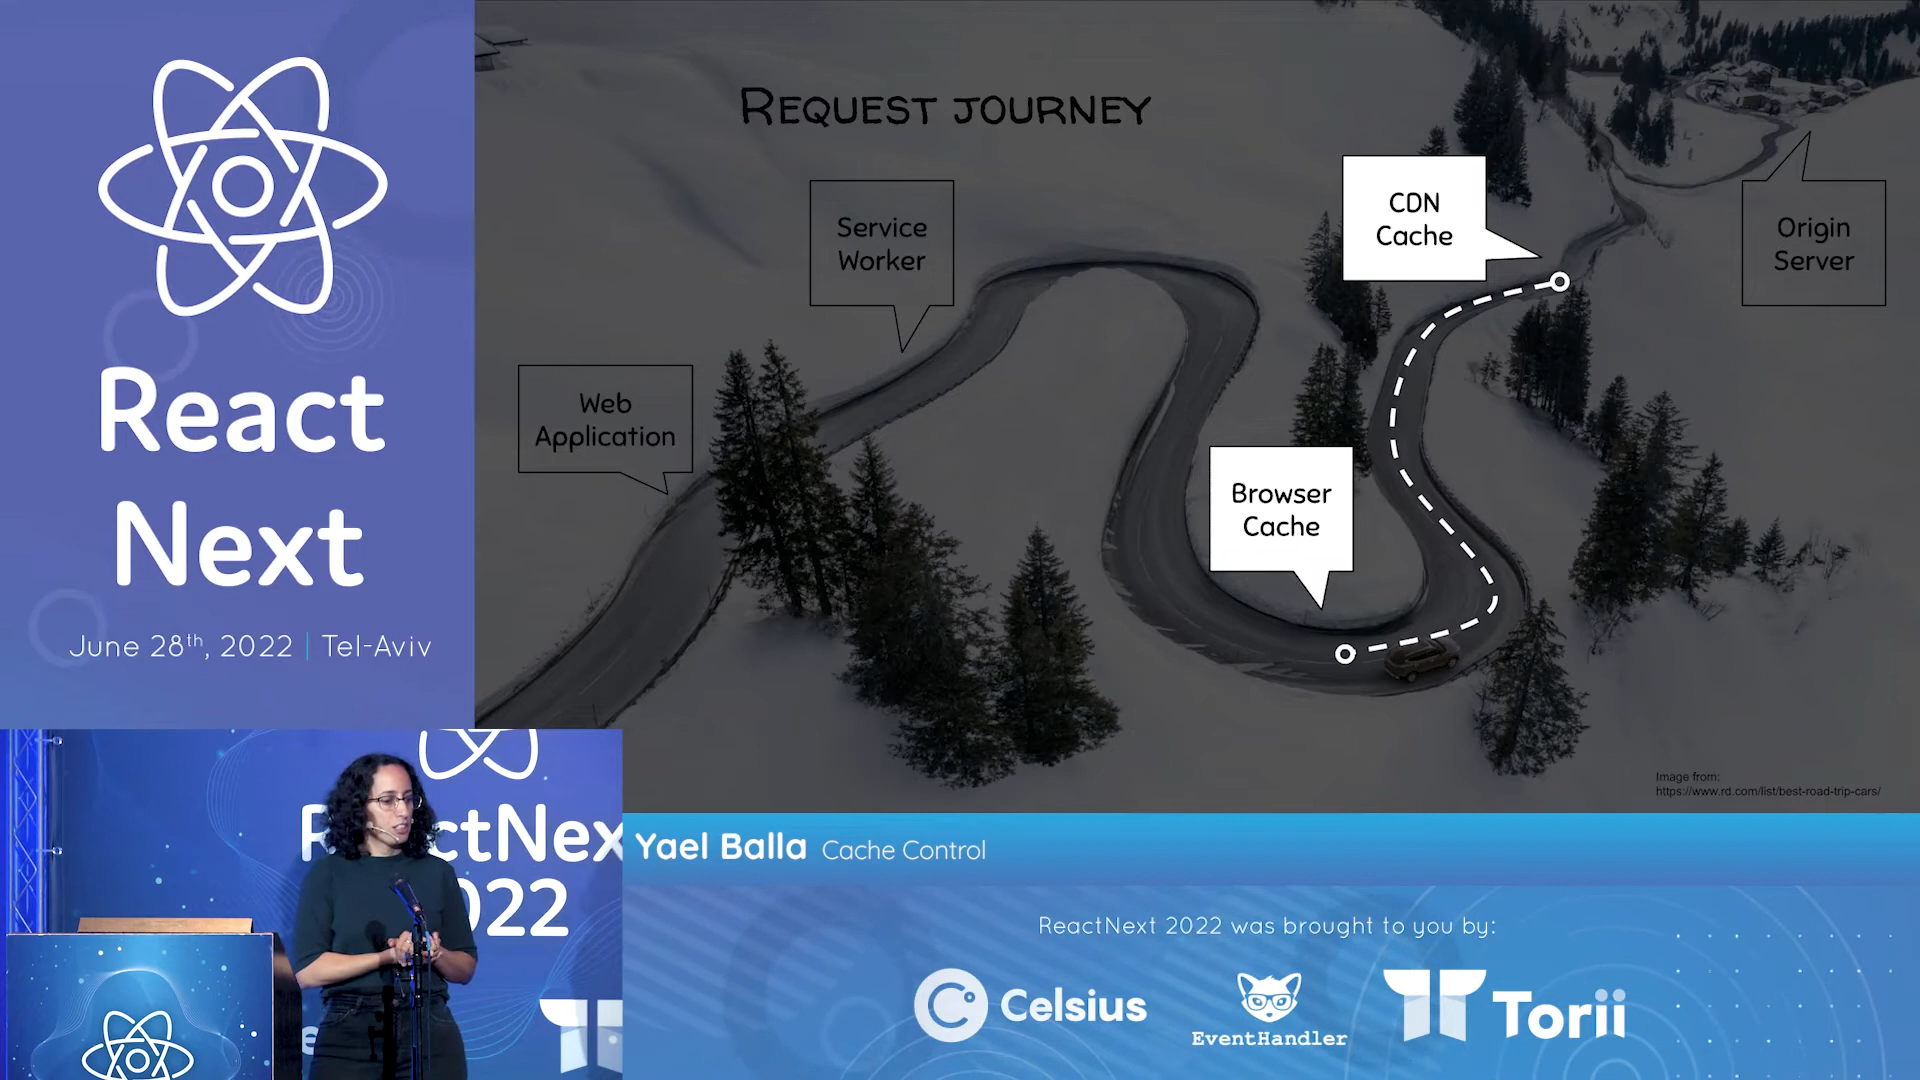 React
Next
June 28th, 2022 | Tel-Aviv
REQUEST JOURNEY
Web
Application
Service
Worker
Browser
Cache
CDN
Cache
Origin
Server
Image from:
https://www.rd.com/list/best-road-trip-cars/
Yael Balla Cache Control
ReactNext 2022 was brought to you by:
Celsius
EventHandler
Torii